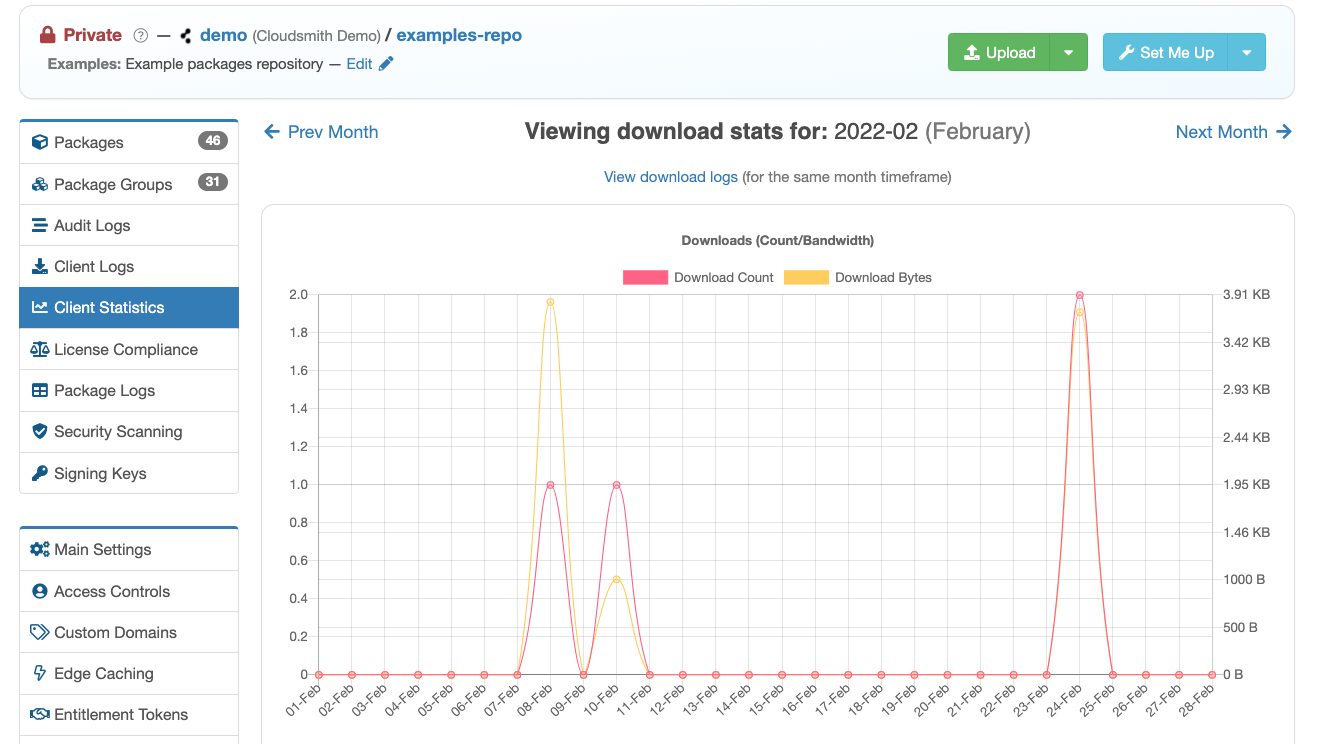 Private ? — demo (Cloudsmith Demo) / examples-repo
Examples: Example packages repository — Edit
Upload
Set Me Up
Packages 46
Package Groups 31
Audit Logs
Client Logs
Client Statistics
License Compliance
Package Logs
Security Scanning
Signing Keys
Main Settings
Access Controls
Custom Domains
Edge Caching
Entitlement Tokens
Prev Month
Viewing download stats for: 2022-02 (February)
Next Month
View download logs (for the same month timeframe)
Downloads (Count/Bandwidth)
Download Count Download Bytes
2.0
1.8
1.6
1.4
1.2
1.0
0.8
0.6
0.4
0.2
0
3.91 KB
3.42 KB
2.93 KB
2.44 KB
1.95 KB
1.46 KB
1000 B
500 B
0 B
01-Feb 02-Feb 03-Feb 04-Feb 05-Feb 06-Feb 07-Feb 08-Feb 09-Feb 10-Feb 11-Feb 12-Feb 13-Feb 14-Feb 15-Feb 16-Feb 17-Feb 18-Feb 19-Feb 20-Feb 21-Feb 22-Feb 23-Feb 24-Feb 25-Feb 26-Feb 27-Feb 28-Feb